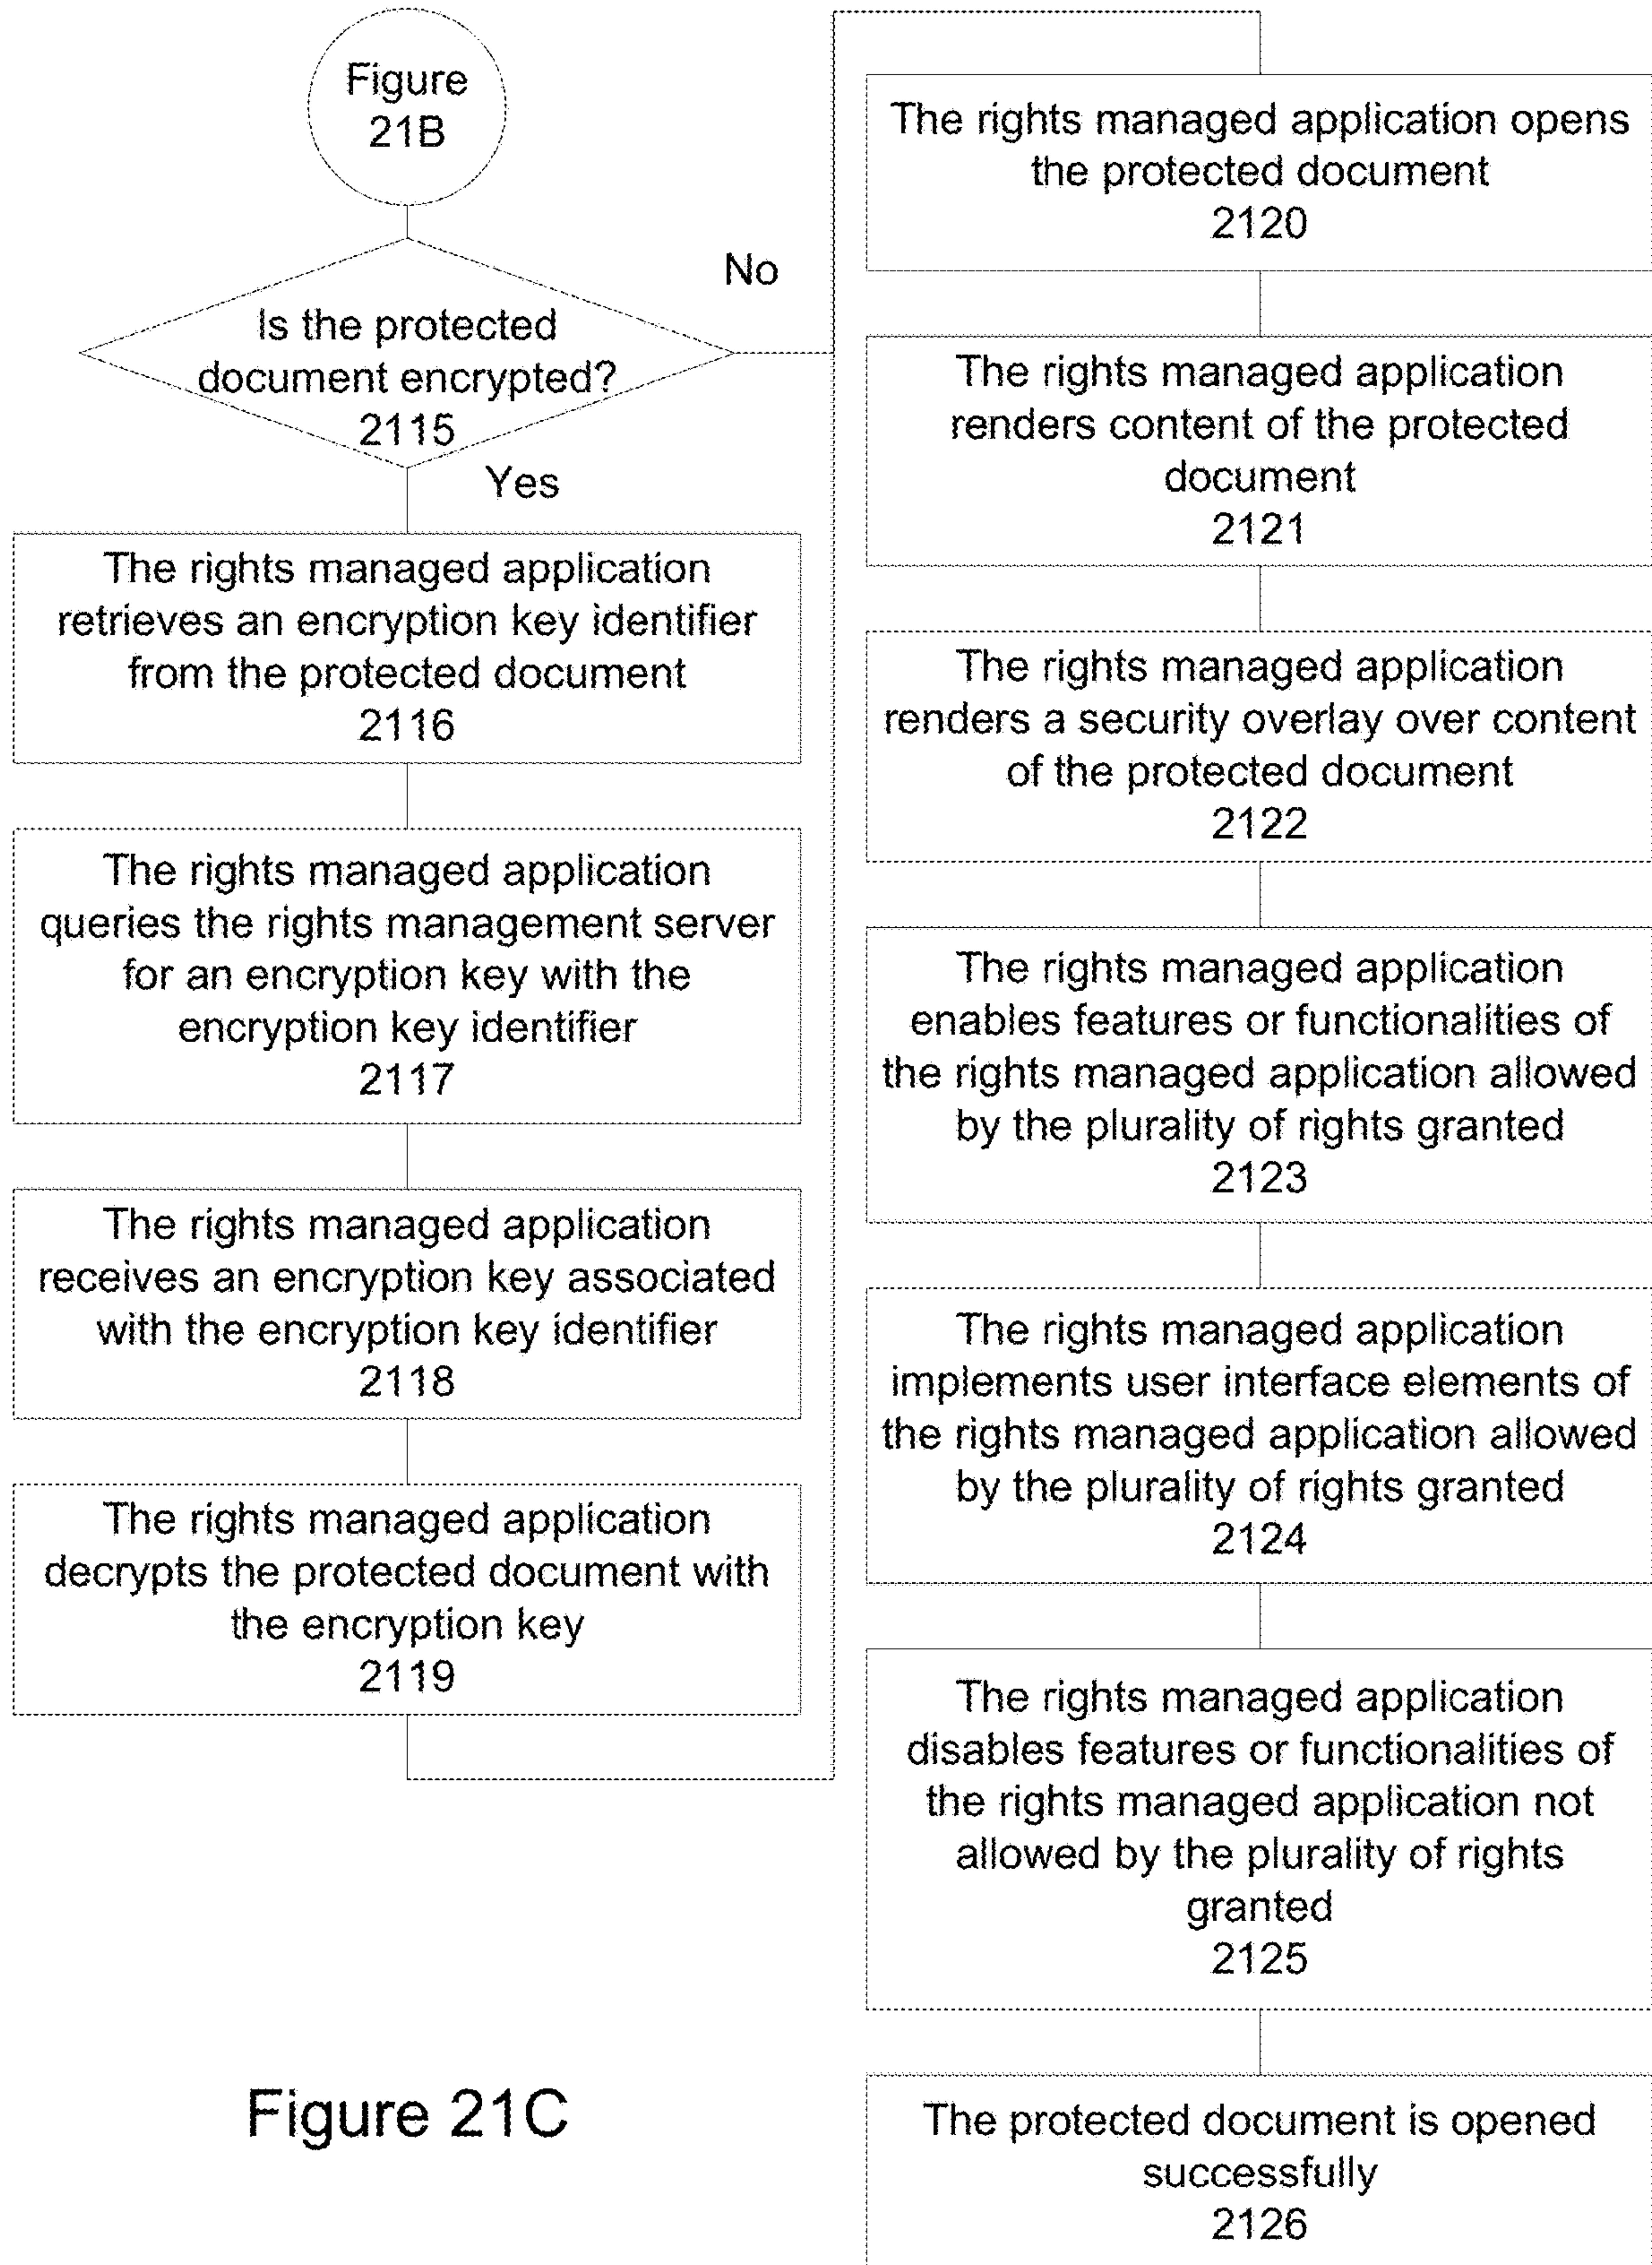 Figure
21B
Is the protected
document encrypted?
2115
No
Yes
The rights managed application
retrieves an encryption key identifier
from the protected document
2116
The rights managed application
queries the rights management server
for an encryption key with the
encryption key identifier
2117
The rights managed application
receives an encryption key associated
with the encryption key identifier
2118
The rights managed application
decrypts the protected document with
the encryption key
2119
The rights managed application opens
the protected document
2120
The rights managed application
renders content of the protected
document
2121
The rights managed application
renders a security overlay over content
of the protected document
2122
The rights managed application
enables features or functionalities of
the rights managed application allowed
by the plurality of rights granted
2123
The rights managed application
implements user interface elements of
the rights managed application allowed
by the plurality of rights granted
2124
The rights managed application
disables features or functionalities of
the rights managed application not
allowed by the plurality of rights
granted
2125
The protected document is opened
successfully
2126
Figure 21C